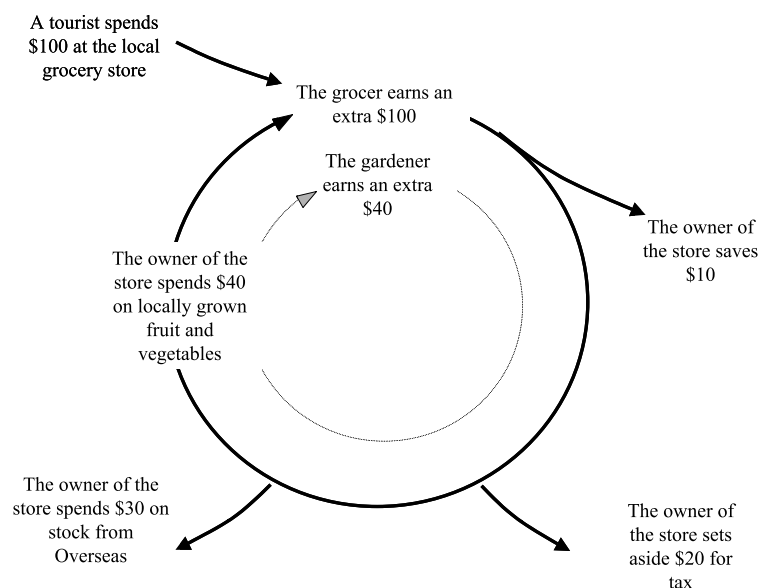 A tourist spends
$100 at the local
grocery store
The grocer earns an
extra $100
The gardener
earns an extra
$40
The owner of
the store saves
$10
The owner of the
store spends $40
on locally grown
fruit and
vegetables
The owner of the
store spends $30 on
stock from
Overseas
The owner of
the store sets
aside $20 for
tax